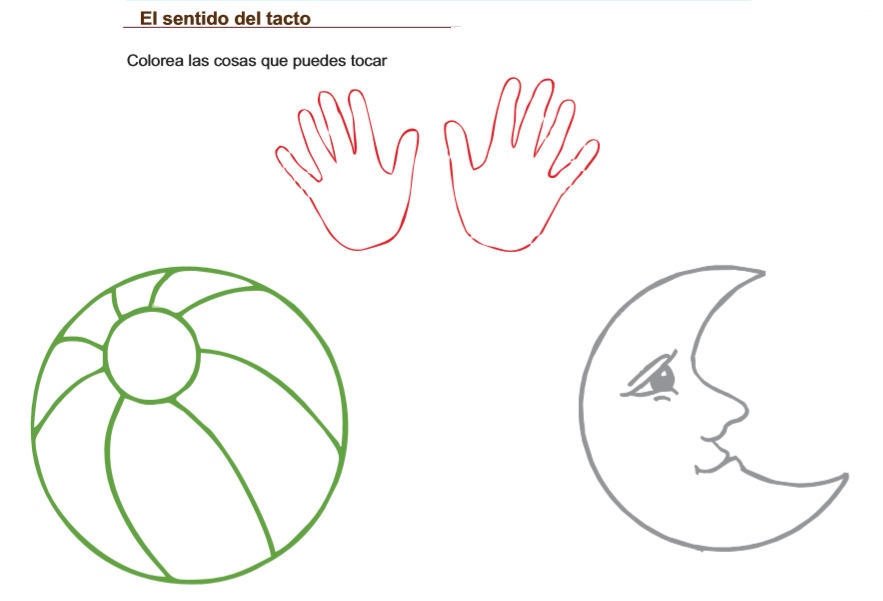 El sentido del tacto
Colorea las cosas que puedes tocar